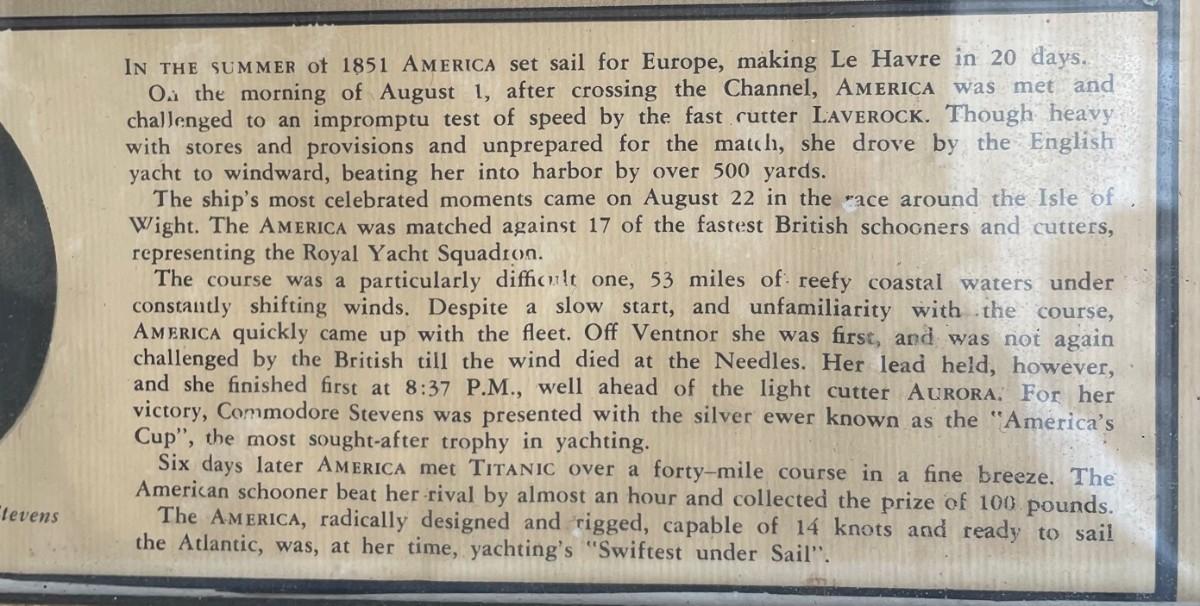 IN THE SUMMER of 1851 AMERICA set sail for Europe, making Le Havre in 20 days.
On the morning of August 1, after crossing the Channel, AMERICA was met and
challenged to an impromptu test of speed by the fast cutter LAVEROCK. Though heavy
with stores and provisions and unprepared for the match, she drove by the English
yacht to windward, beating her into harbor by over 500 yards.
The ship's most celebrated moments came on August 22 in the race around the Isle of
Wight. The AMERICA was matched against 17 of the fastest British schooners and cutters,
representing the Royal Yacht Squadron.
The course was a particularly difficult one, 53 miles of reefy coastal waters under
constantly shifting winds. Despite a slow start, and unfamiliarity with the course,
AMERICA quickly came up with the fleet. Off Ventnor she was first, and was not again
challenged by the British till the wind died at the Needles. Her lead held, however,
and she finished first at 8:37 P.M., well ahead of the light cutter AURORA. For her
victory, Commodore Stevens was presented with the silver ewer known as the "America's
Cup", the most sought-after trophy in yachting.
Six days later AMERICA met TITANIC over a forty-mile course in a fine breeze. The
American schooner beat her rival by almost an hour and collected the prize of 100 pounds.
tevens
The AMERICA, radically designed and rigged, capable of 14 knots and ready to sail
the Atlantic, was, at her time, yachting's "Swiftest under Sail".